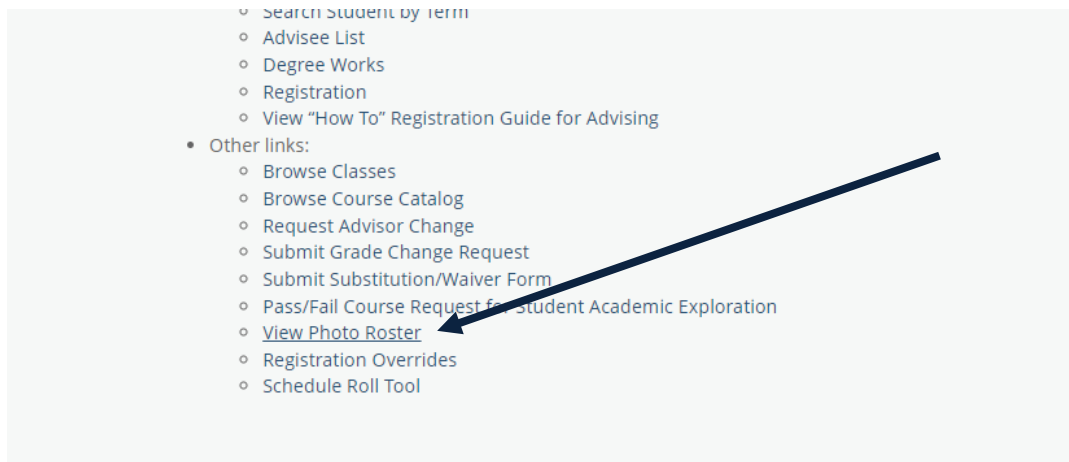 Search Student by Term
Advisee List
Degree Works
Registration
View “How To” Registration Guide for Advising
Other links:
Browse Classes
Browse Course Catalog
Request Advisor Change
Submit Grade Change Request
Submit Substitution/Waiver Form
Pass/Fail Course Request for Student Academic Exploration
View Photo Roster
Registration Overrides
Schedule Roll Tool